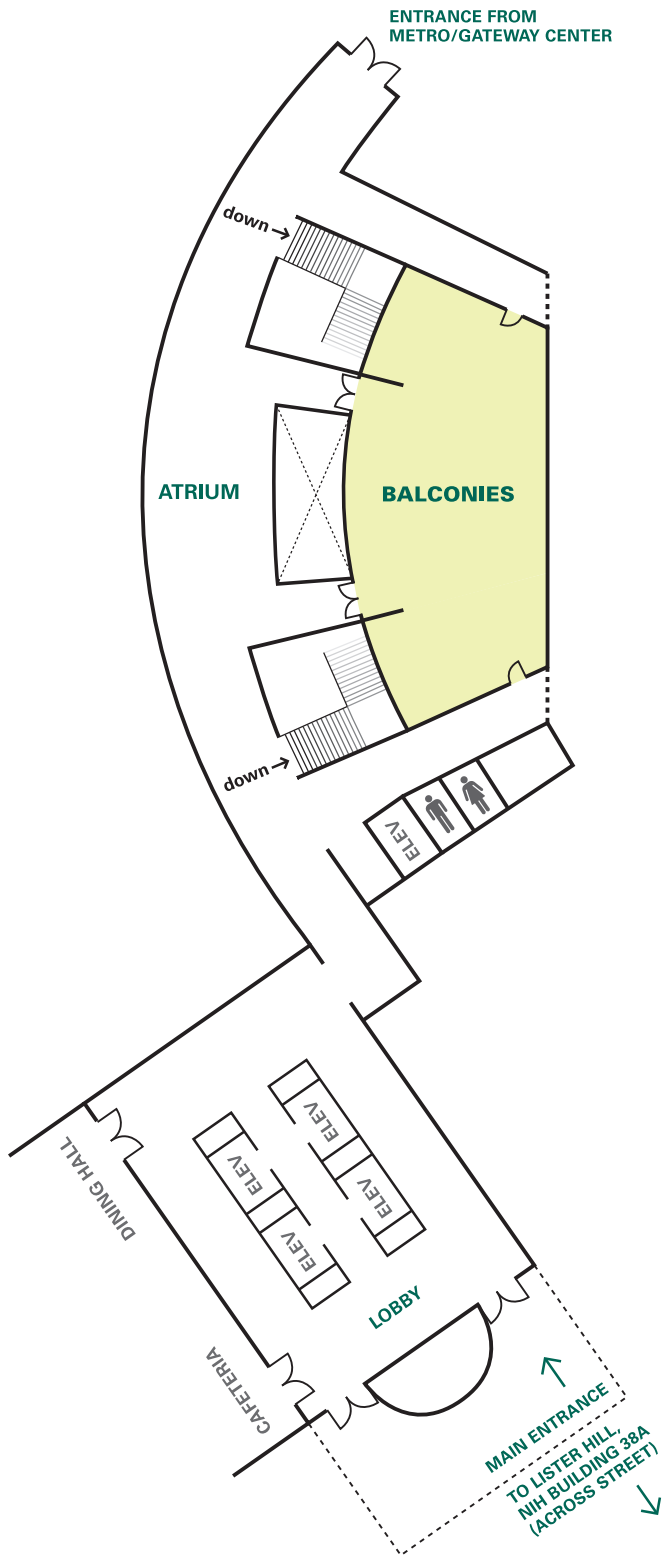 ENTRANCE FROM
METRO/GATEWAY CENTER
down
ATRIUM
BALCONIES
down
ELEV
ELEV
ELEV
ELEV
ELEV
DINING HALL
LOBBY
CAFETERIA
MAIN ENTRANCE
TO LISTER HILL,
NIH BUILDING 38A
(ACROSS STREET)